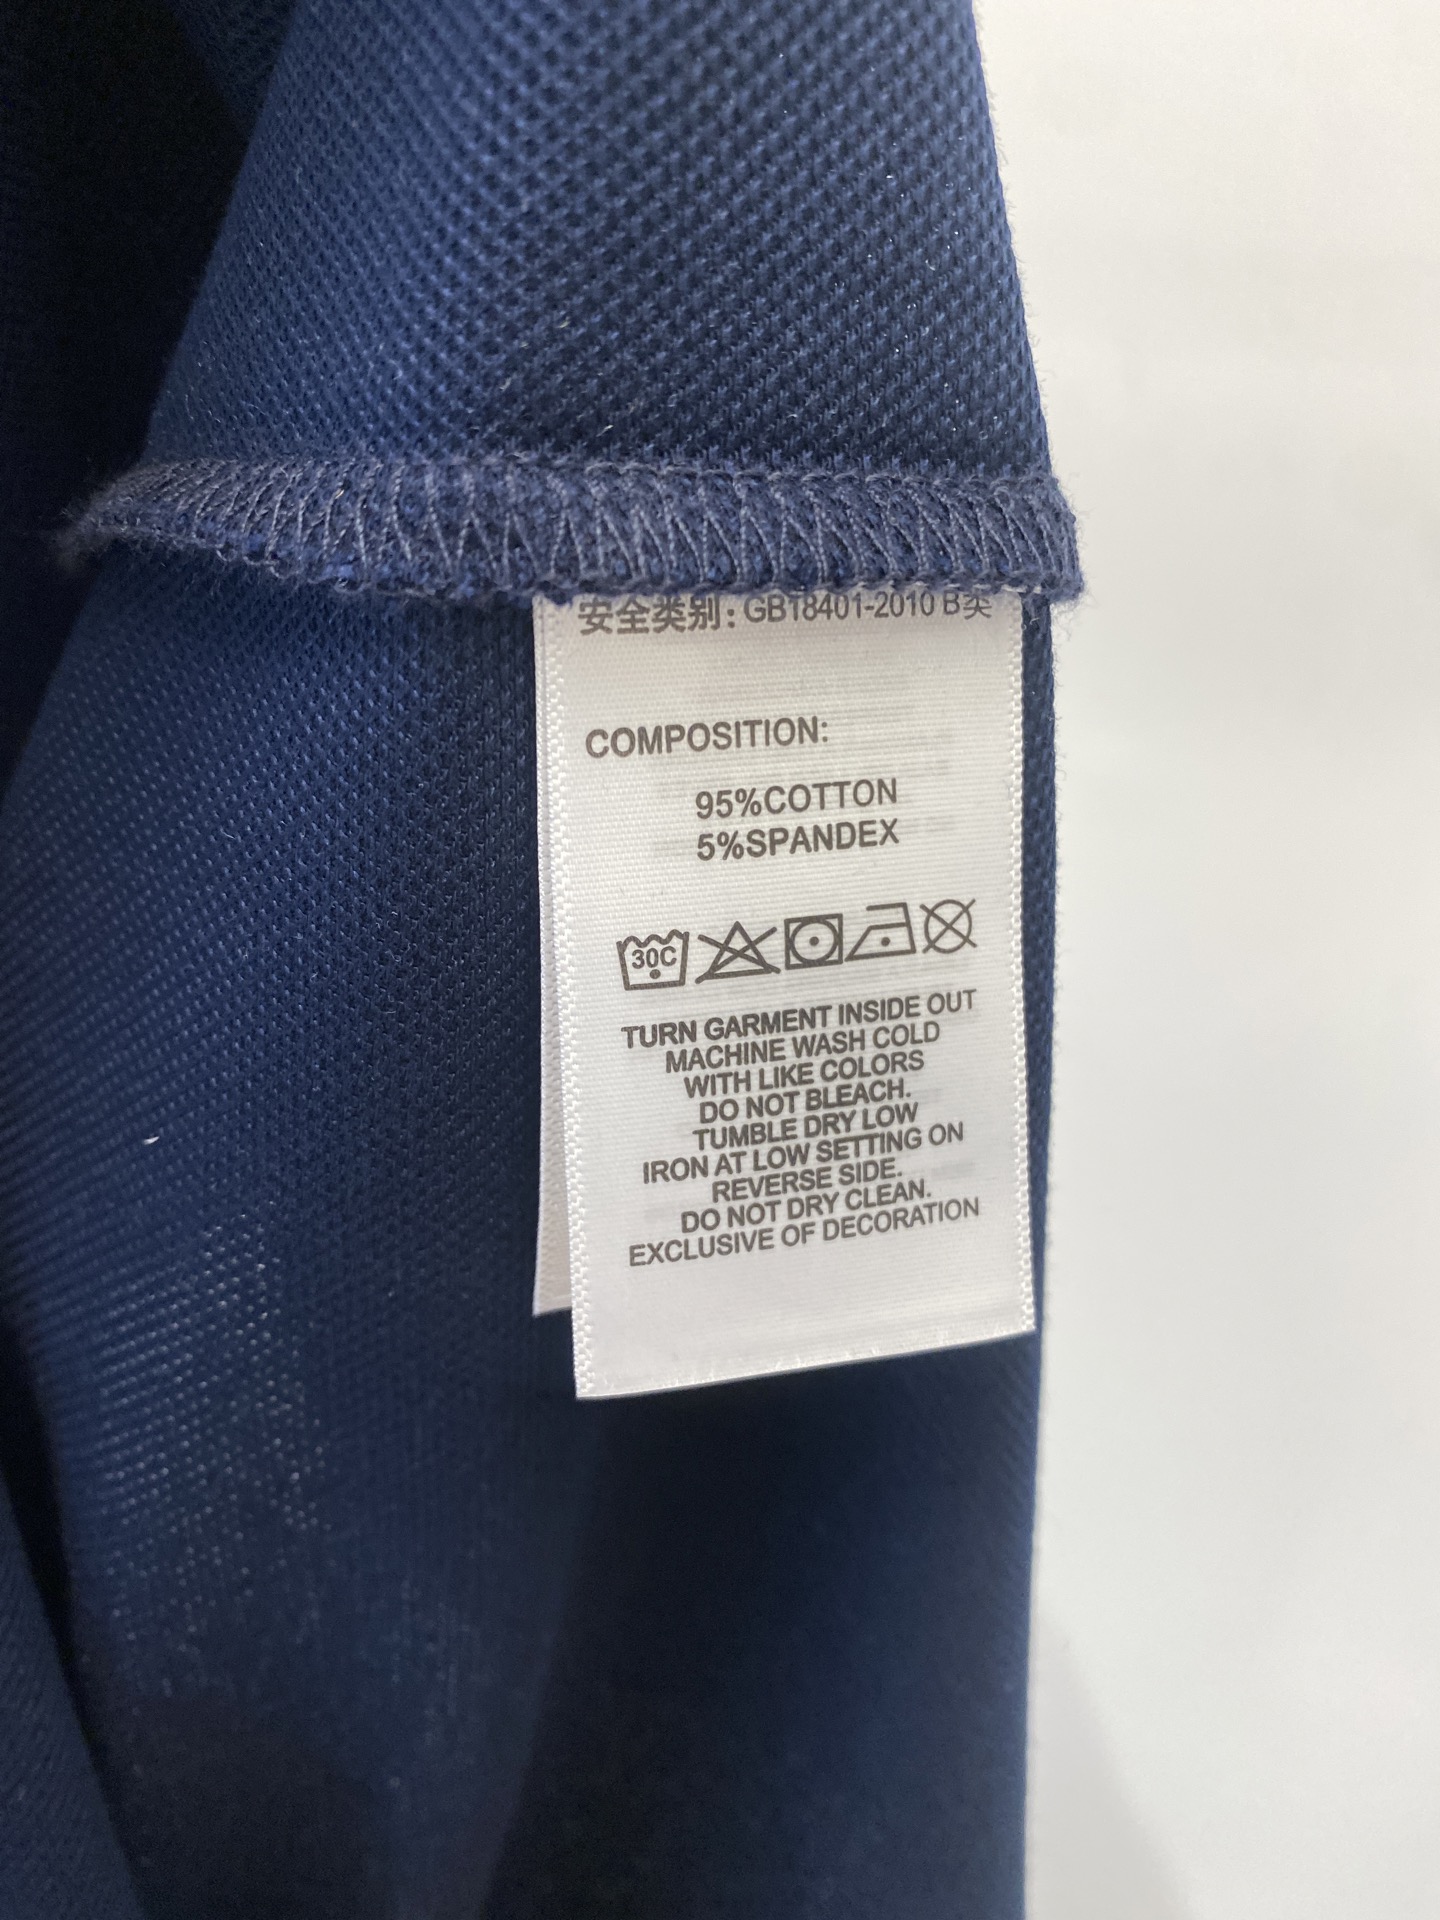 安全类别: GB18401-2010 B类
COMPOSITION:
95%COTTON
5%SPANDEX
30C
TURN GARMENT INSIDE OUT
MACHINE WASH COLD
WITH LIKE COLORS
DO NOT BLEACH.
TUMBLE DRY LOW
IRON AT LOW SETTING ON
REVERSE SIDE.
DO NOT DRY CLEAN.
EXCLUSIVE OF DECORATION